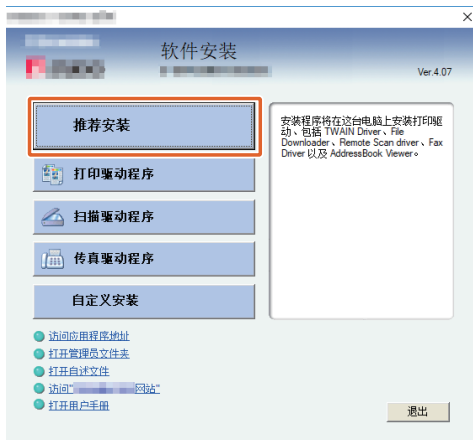 软件安装
Ver.4.07
推荐安装
安装程序将在这台电脑上安装打印驱
动、包括 TWAIN Driver、File
Downloader、Remote Scan driver、Fax
Driver 以及 AddressBook Viewer。
打印驱动程序
扫描驱动程序
传真驱动程序
自定义安装
访问应用程序地址
打开管理员文件夹
打开自述文件
访问"网站"
打开用户手册
退出